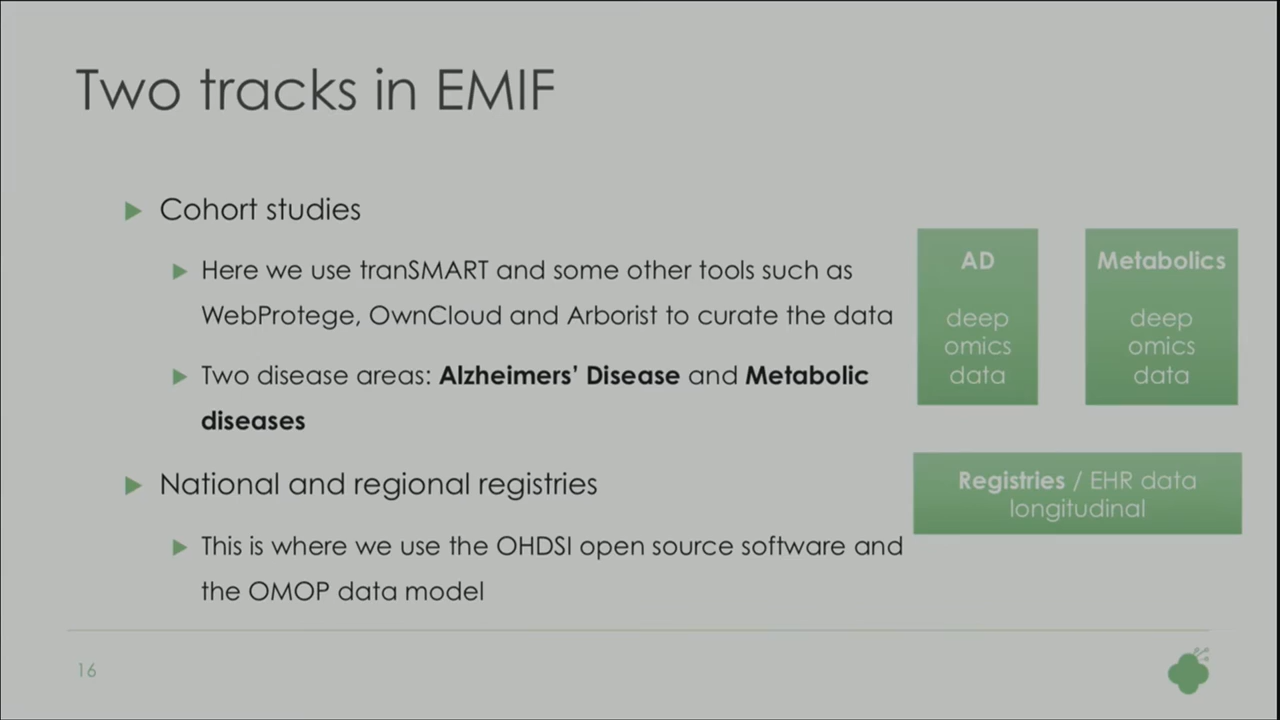 Two tracks in EMIF
Cohort studies
Here we use tranSMART and some other tools such as
WebProtege, OwnCloud and Arborist to curate the data
Two disease areas: Alzheimers’ Disease and Metabolic
diseases
National and regional registries
This is where we use the OHDSI open source software and
the OMOP data model
AD
deep
omics
data
Metabolics
deep
omics
data
Registries / EHR data
longitudinal
16